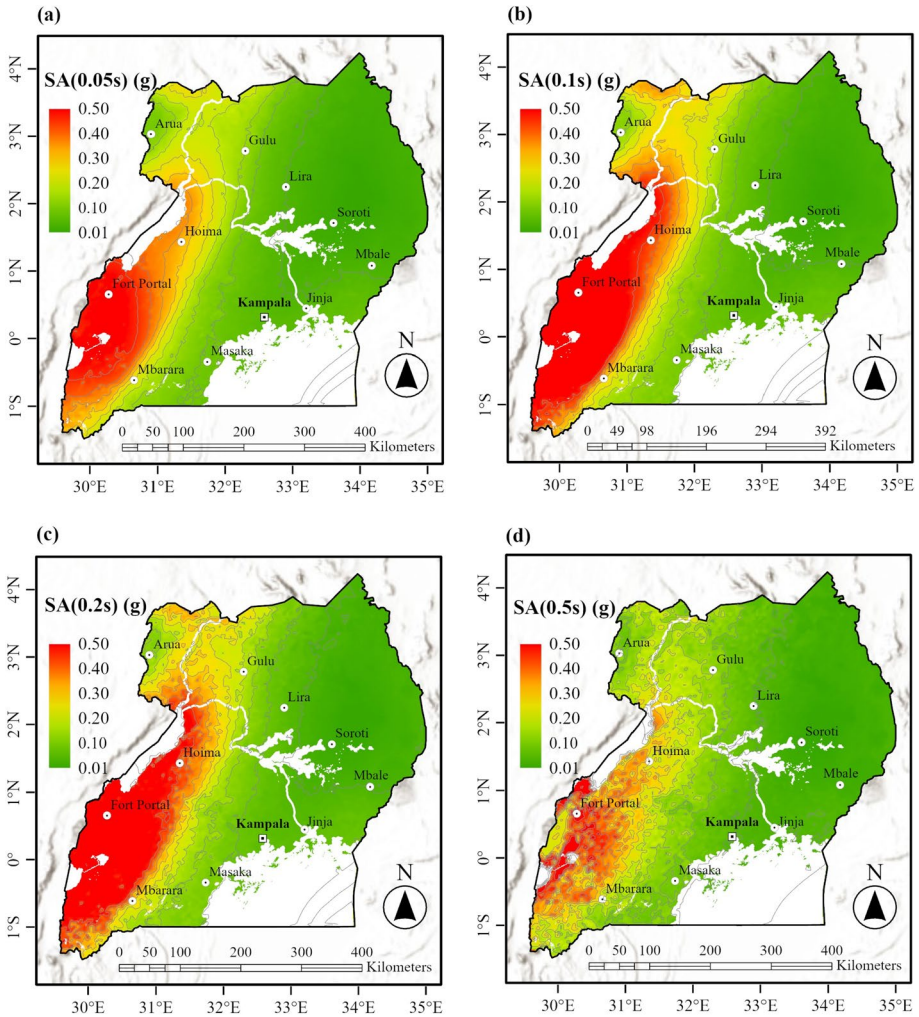 (a)
SA(0.05s) (g)
0.50
0.40
0.30
0.20
0.10
0.01
Arua
Gulu
Lira
Soroti
Hoima
Mbale
Fort Portal
Kampala
Jinja
Masaka
Mbarara
N
0 50 100 200 300 400
Kilometers
4°N
3°N
2°N
1°N
0°
1°S
30°E 31°E 32°E 33°E 34°E 35°E
(b)
SA(0.1s) (g)
0.50
0.40
0.30
0.20
0.10
0.01
Arua
Gulu
Lira
Soroti
Hoima
Mbale
Fort Portal
Kampala
Jinja
Masaka
Mbarara
N
0 49 98 196 294 392
Kilometers
4°N
3°N
2°N
1°N
0°
1°S
30°E 31°E 32°E 33°E 34°E 35°E
(c)
SA(0.2s) (g)
0.50
0.40
0.30
0.20
0.10
0.01
Arua
Gulu
Lira
Soroti
Hoima
Mbale
Fort Portal
Kampala
Jinja
Masaka
Mbarara
N
0 50 100 200 300 400
Kilometers
4°N
3°N
2°N
1°N
0°
1°S
30°E 31°E 32°E 33°E 34°E 35°E
(d)
SA(0.5s) (g)
0.50
0.40
0.30
0.20
0.10
0.01
Arua
Gulu
Lira
Soroti
Hoima
Mbale
Fort Portal
Kampala
Jinja
Masaka
Mbarara
N
0 50 100 200 300 400
Kilometers
4°N
3°N
2°N
1°N
0°
1°S
30°E 31°E 32°E 33°E 34°E 35°E